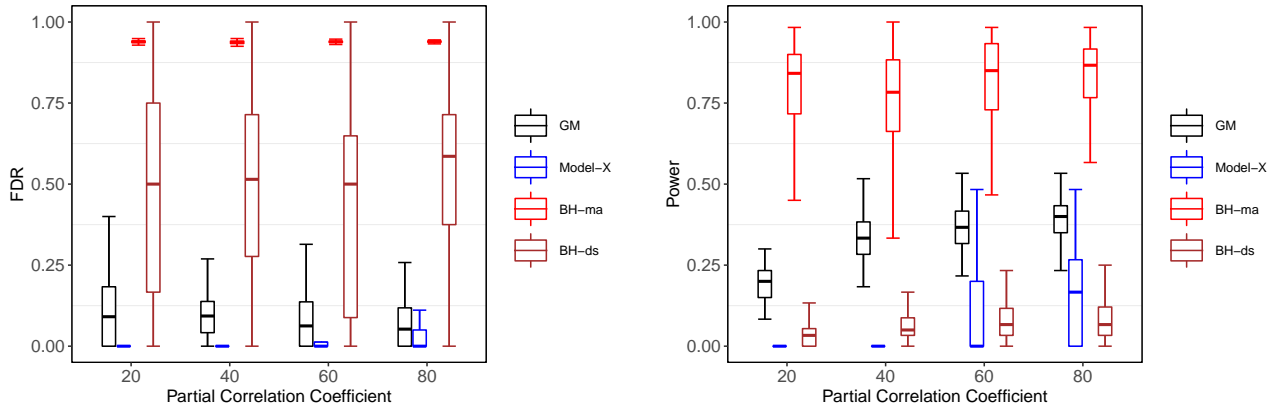 FDR
1.00
0.75
0.50
0.25
0.00
20 40 60 80
Partial Correlation Coefficient
GM
Model−X
BH−ma
BH−ds
Power
1.00
0.75
0.50
0.25
0.00
20 40 60 80
Partial Correlation Coefficient
GM
Model−X
BH−ma
BH−ds